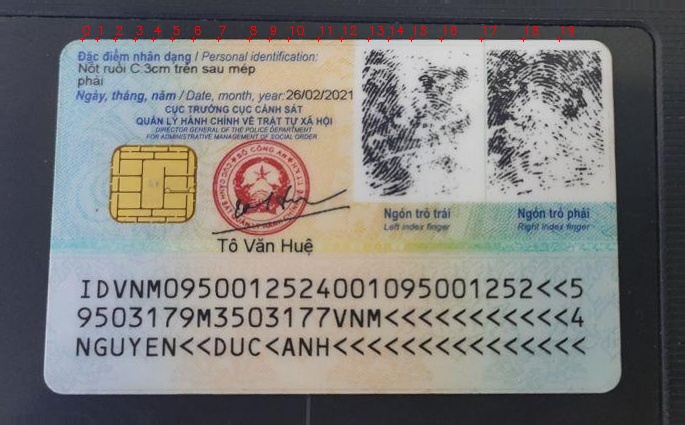 0 1 2 3 4 5 6 7 8 9 10 11 12 13 14 15 16 17 18 19
Đặc điểm nhân dạng / Personal identification:
Nốt ruồi C.3cm trên sau mép
phải
Ngày, tháng, năm / Date, month, year: 26/02/2021
CỤC TRƯỞNG CỤC CẢNH SÁT
QUẢN LÝ HÀNH CHÍNH VỀ TRẬT TỰ XÃ HỘI
DIRECTOR GENERAL OF THE POLICE DEPARTMENT
FOR ADMINISTRATIVE MANAGEMENT OF SOCIAL ORDER
BỘ CÔNG AN
Tô Văn Huệ
Ngón trỏ trái
Left index finger
Ngón trỏ phải
Right index finger
IDVNM0950012524001095001252<<5
9503179M3503177VNM<<<<<<<<<<<4
NGUYEN<<DUC<ANH<<<<<<<<<<<<<<<